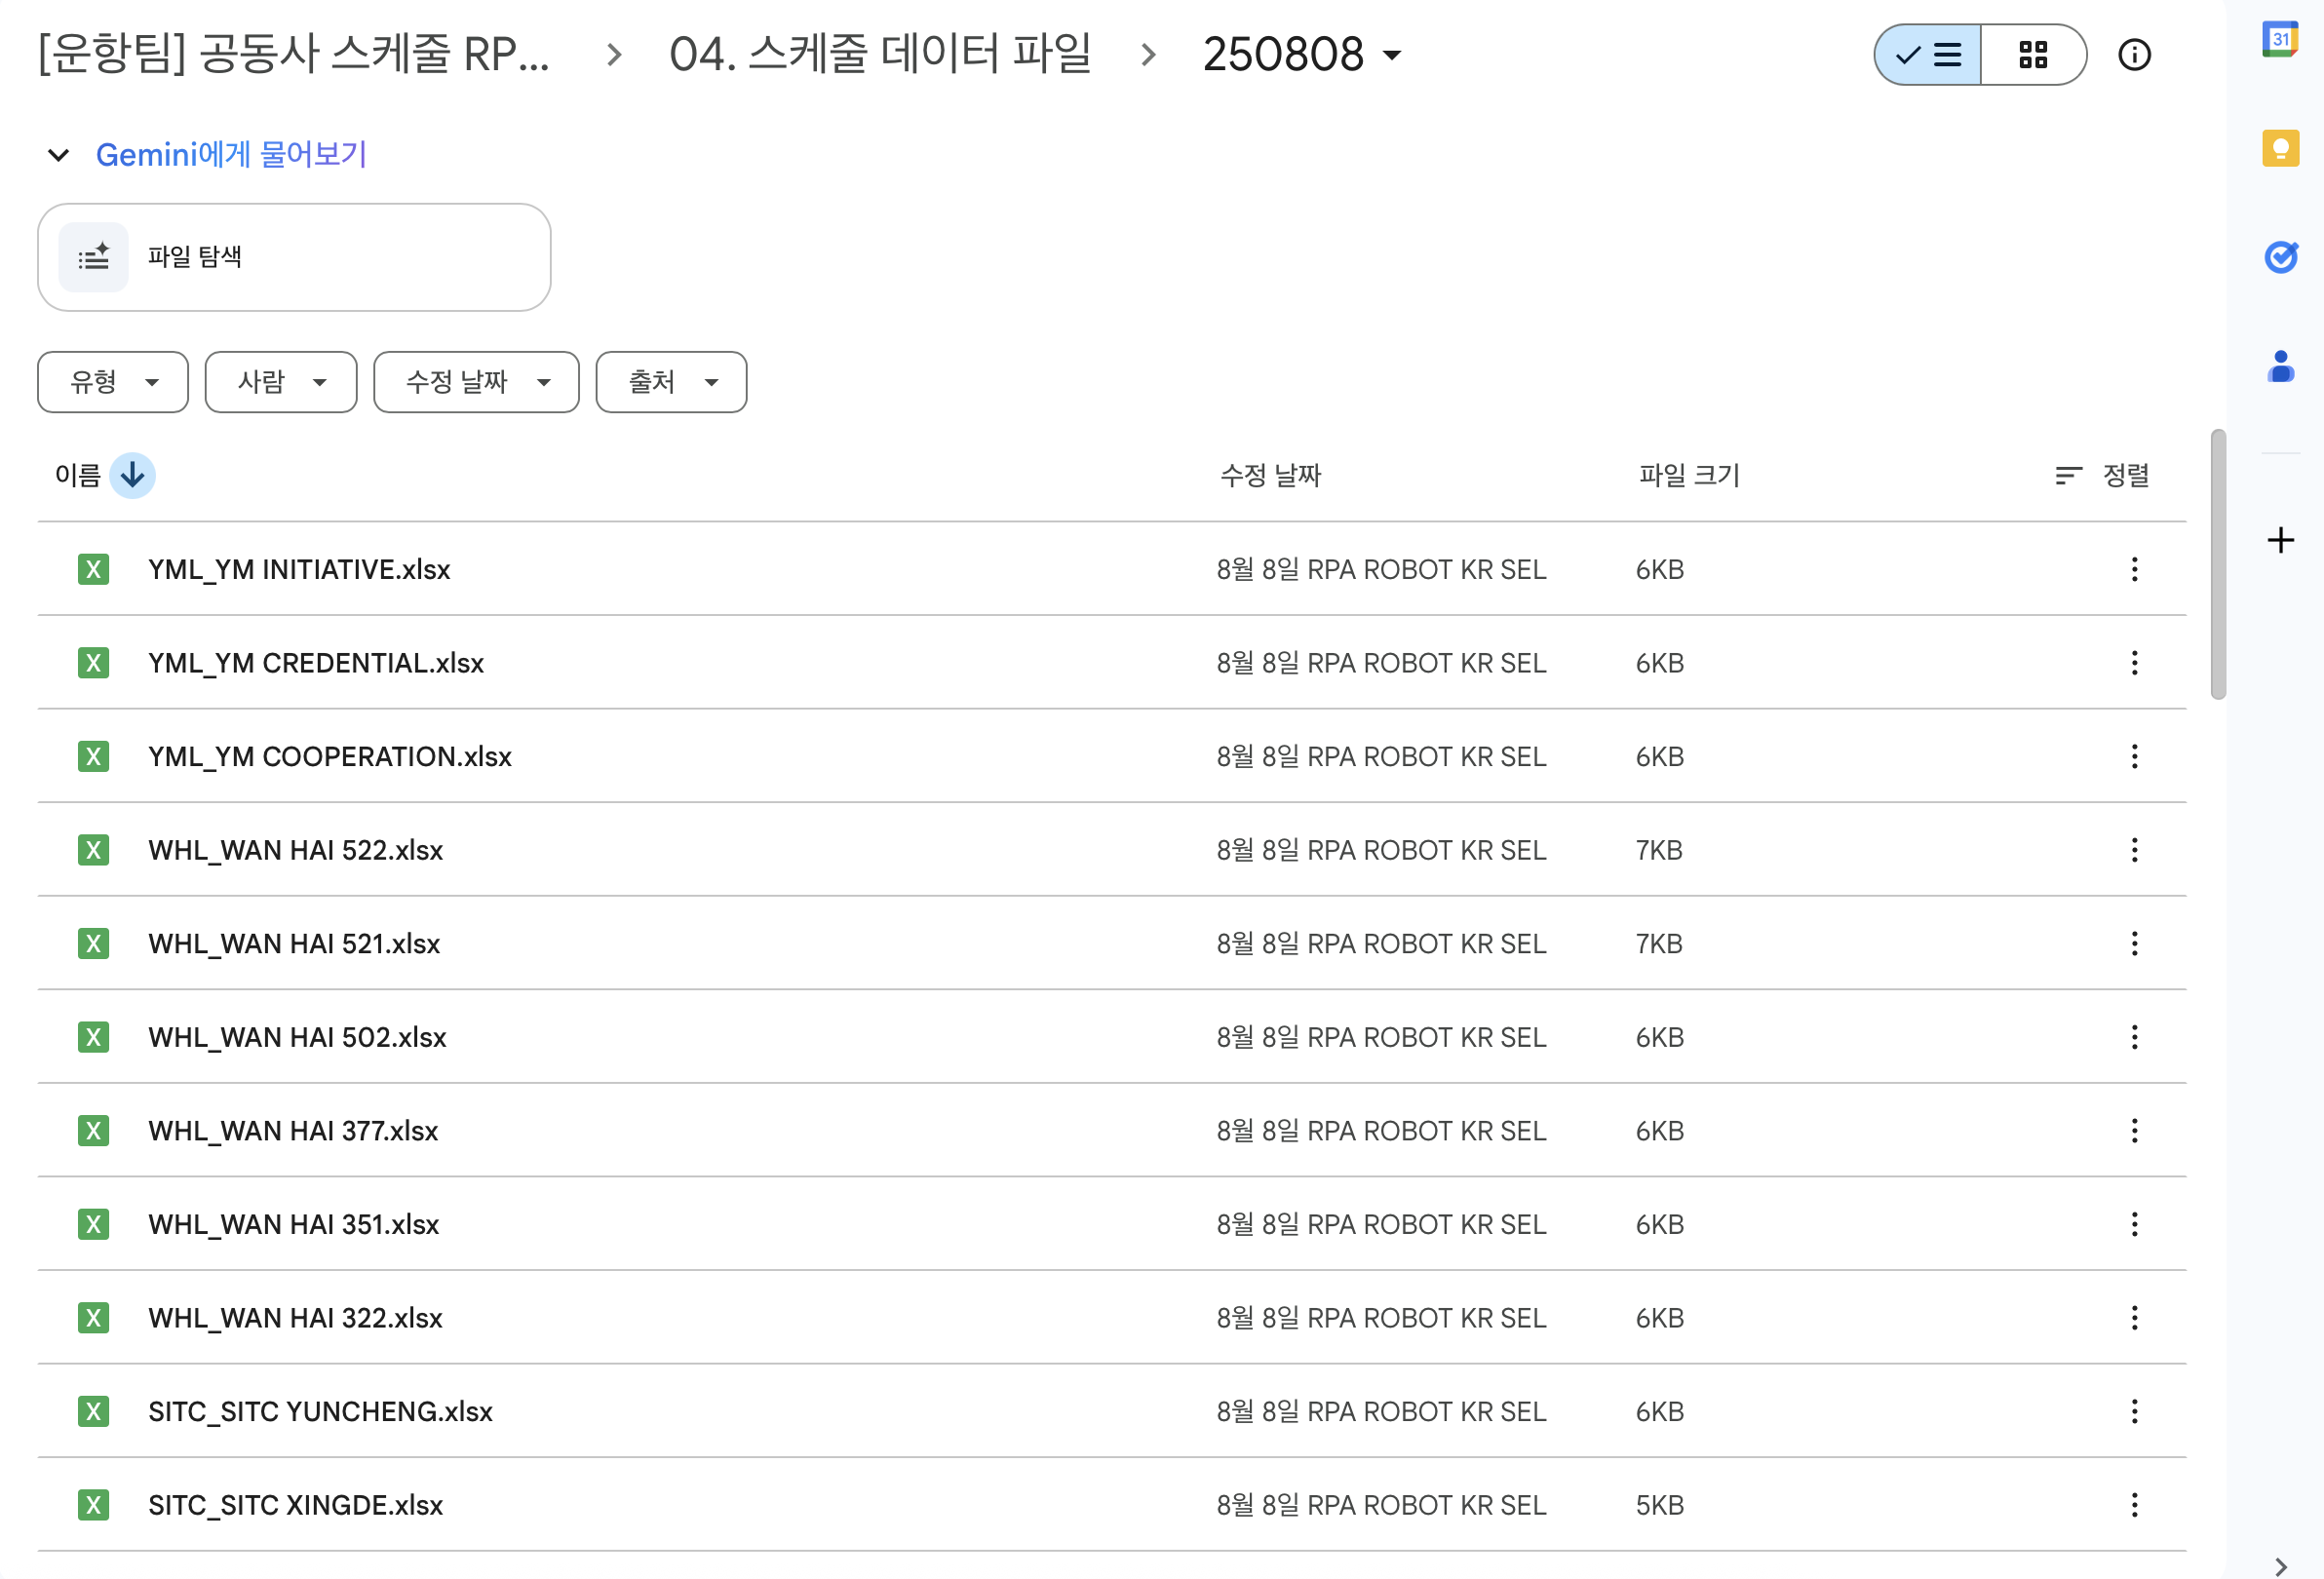 [운항팀] 공동사 스케줄 RP... > 04. 스케줄 데이터 파일 > 250808
Gemini에게 물어보기
파일 탐색
유형 사람 수정 날짜 출처
이름 수정 날짜 파일 크기 정렬
YML_YM INITIATIVE.xlsx 8월 8일 RPA ROBOT KR SEL 6KB
YML_YM CREDENTIAL.xlsx 8월 8일 RPA ROBOT KR SEL 6KB
YML_YM COOPERATION.xlsx 8월 8일 RPA ROBOT KR SEL 6KB
WHL_WAN HAI 522.xlsx 8월 8일 RPA ROBOT KR SEL 7KB
WHL_WAN HAI 521.xlsx 8월 8일 RPA ROBOT KR SEL 7KB
WHL_WAN HAI 502.xlsx 8월 8일 RPA ROBOT KR SEL 6KB
WHL_WAN HAI 377.xlsx 8월 8일 RPA ROBOT KR SEL 6KB
WHL_WAN HAI 351.xlsx 8월 8일 RPA ROBOT KR SEL 6KB
WHL_WAN HAI 322.xlsx 8월 8일 RPA ROBOT KR SEL 6KB
SITC_SITC YUNCHENG.xlsx 8월 8일 RPA ROBOT KR SEL 6KB
SITC_SITC XINGDE.xlsx 8월 8일 RPA ROBOT KR SEL 5KB
31